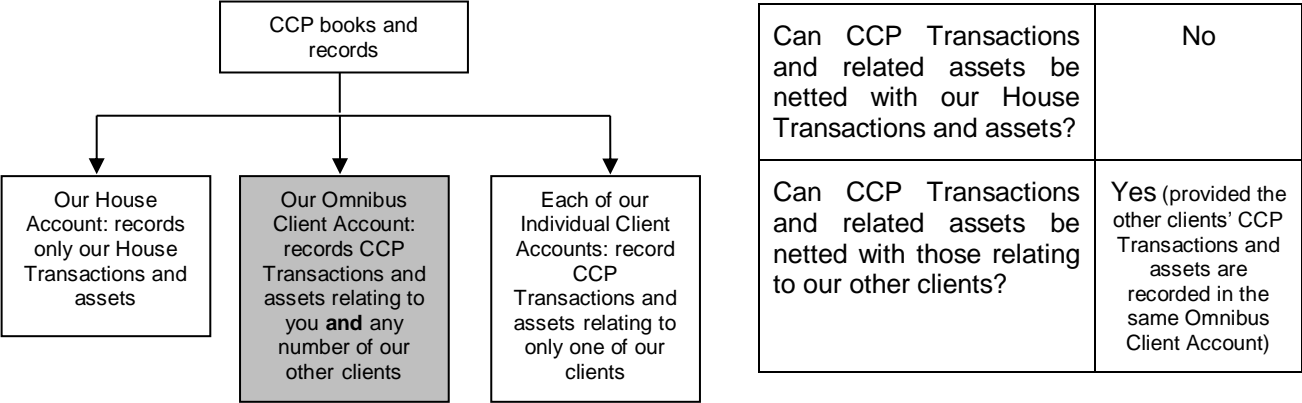 CCP books and
records
Our House
Account: records
only our House
Transactions and
assets
Our Omnibus
Client Account:
records CCP
Transactions and
assets relating to
you and any
number of our
other clients
Each of our
Individual Client
Accounts: record
CCP
Transactions and
assets relating to
only one of our
clients
Can CCP Transactions
and related assets be
netted with our House
Transactions and assets?
No
Can CCP Transactions
and related assets be
netted with those relating
to our other clients?
Yes (provided the
other clients’ CCP
Transactions and
assets are
recorded in the
same Omnibus
Client Account)